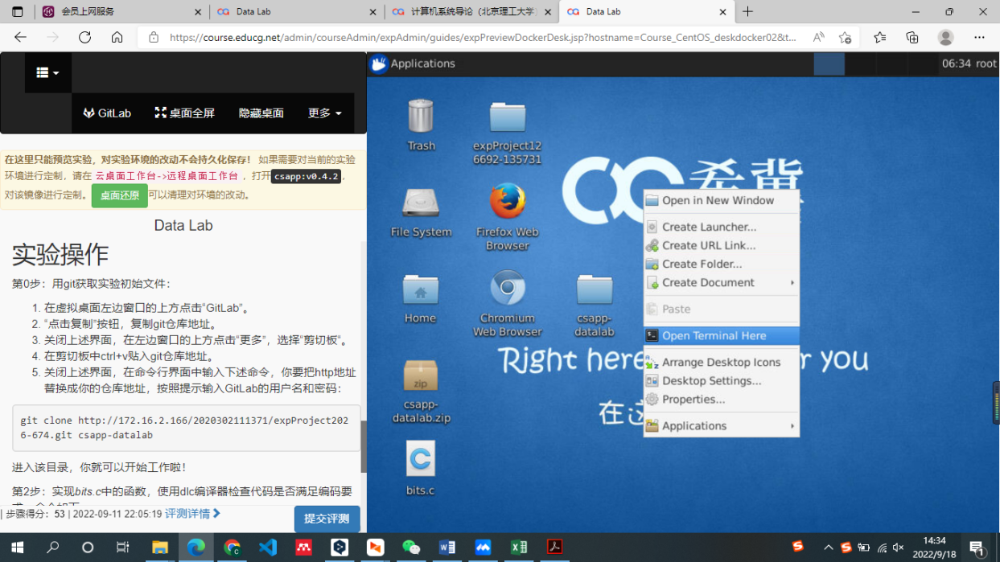 会员上网服务
Data Lab
计算机系统导论（北京理工大学）
Data Lab
https://course.educg.net/admin/courseAdmin/expAdmin/guides/expPreviewDockerDesk.jsp?hostname=Course_CentOS_deskdocker02&t...
GitLab
桌面全屏
隐藏桌面
更多
在这里只能预览实验，对实验环境的改动不会持久化保存！ 如果需要对当前的实验
环境进行定制，请在 云桌面工作台->远程桌面工作台 ，打开 csapp:v0.4.2 ，
对该镜像进行定制。 桌面还原 可以清理对环境的改动。
Data Lab
实验操作
第0步：用git获取实验初始文件：
1. 在虚拟桌面左边窗口的上方点击“GitLab”。
2. “点击复制”按钮，复制git仓库地址。
3. 关闭上述界面，在左边窗口的上方点击“更多”，选择“剪切板”。
4. 在剪切板中ctrl+v贴入git仓库地址。
5. 关闭上述界面，在命令行界面中输入下述命令，你要把http地址
替换成你的仓库地址，按照提示输入GitLab的用户名和密码：
git clone http://172.16.2.166/2020302111371/expProject202
6-674.git csapp-datalab
进入该目录，你就可以开始工作啦！
第2步：实现bits.c中的函数，使用dlc编译器检查代码是否满足编码要
| 步骤得分：53 | 2022-09-11 22:05:19 评测详情
提交评测
Applications
06:34 root
Trash
expProject12
6692-135731
File System
Firefox Web
Browser
Home
Chromium
Web Browser
csapp-
datalab
zip
csapp-
datalab.zip
bits.c
希冀
Right here
r you
在这
Open in New Window
Create Launcher...
Create URL Link...
Create Folder...
Create Document
Paste
Open Terminal Here
Arrange Desktop Icons
Desktop Settings...
Properties...
Applications
14:34
2022/9/18
1